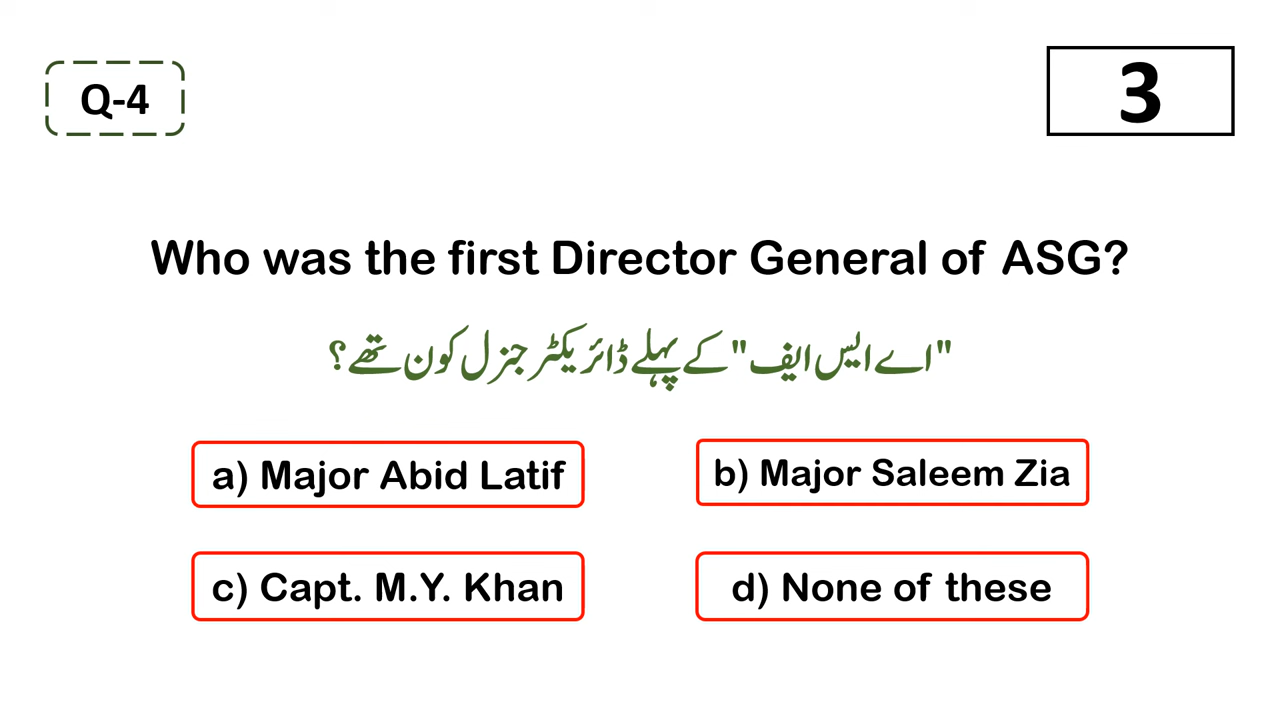 Q-4
3
Who was the first Director General of ASG?
"اے ایس ایف" کے پہلے ڈائریکٹر جنرل کون تھے؟
a) Major Abid Latif
b) Major Saleem Zia
c) Capt. M.Y. Khan
d) None of these